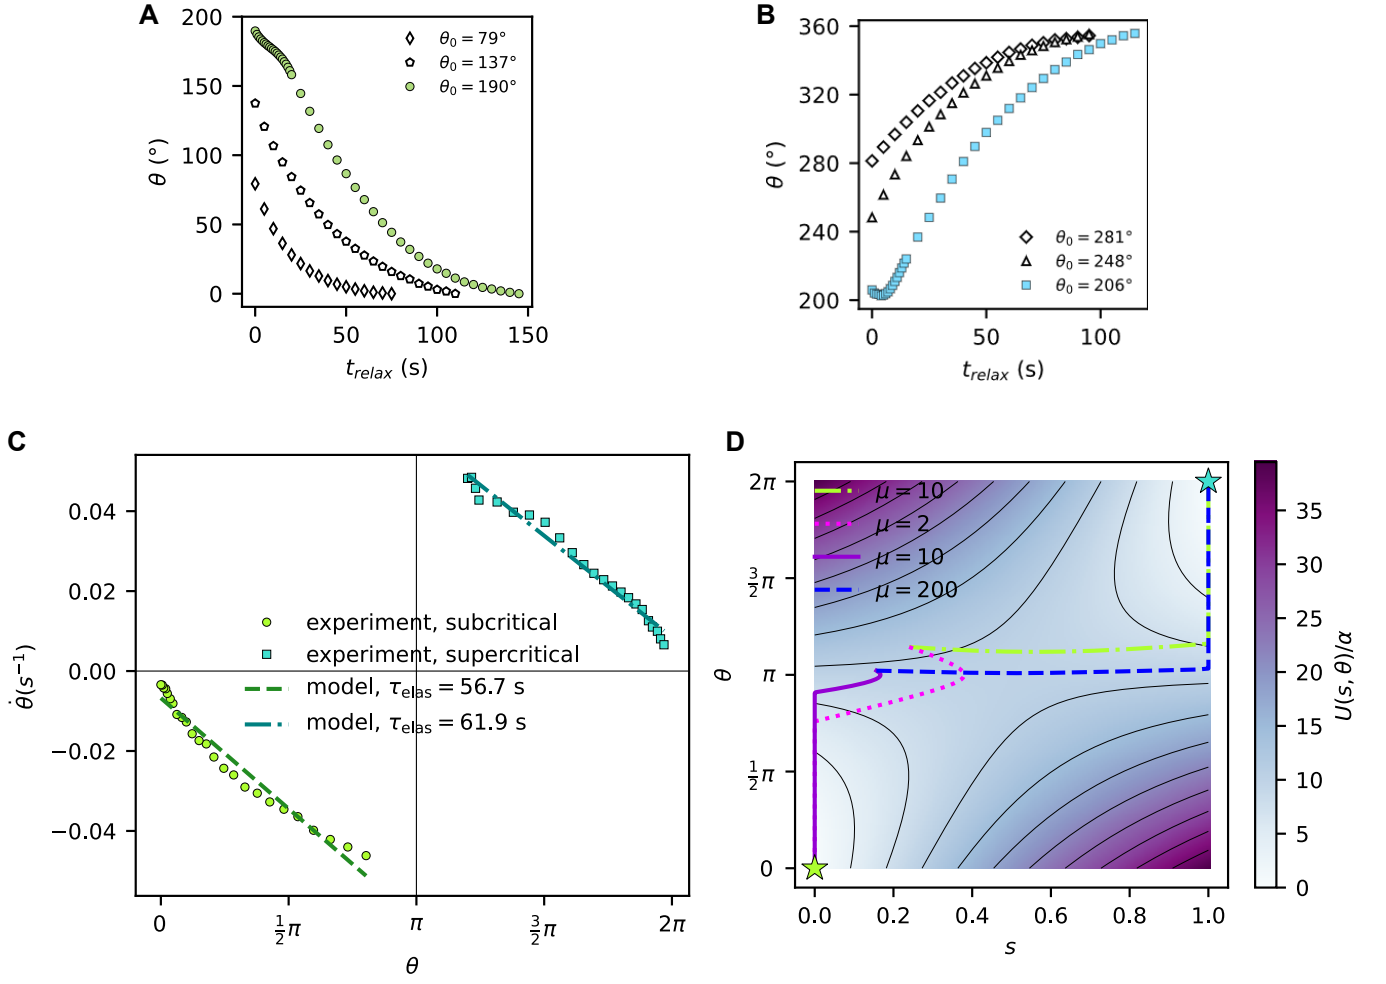 A
200
150
100
50
0
θ (°)
θ₀ = 79°
θ₀ = 137°
θ₀ = 190°
0
50
100
150
t_relax (s)
B
360
320
280
240
200
θ (°)
θ₀ = 281°
θ₀ = 248°
θ₀ = 206°
0
50
100
t_relax (s)
C
0.04
0.02
0.00
−0.02
−0.04
θ̇(s⁻¹)
experiment, subcritical
experiment, supercritical
model, τ_elas = 56.7 s
model, τ_elas = 61.9 s
0
½π
π
3/2π
2π
θ
D
2π
3/2π
π
½π
0
θ
μ = 10
μ = 2
μ = 10
μ = 200
0.0
0.2
0.4
0.6
0.8
1.0
s
35
30
25
20
15
10
5
0
U(s, θ)/α